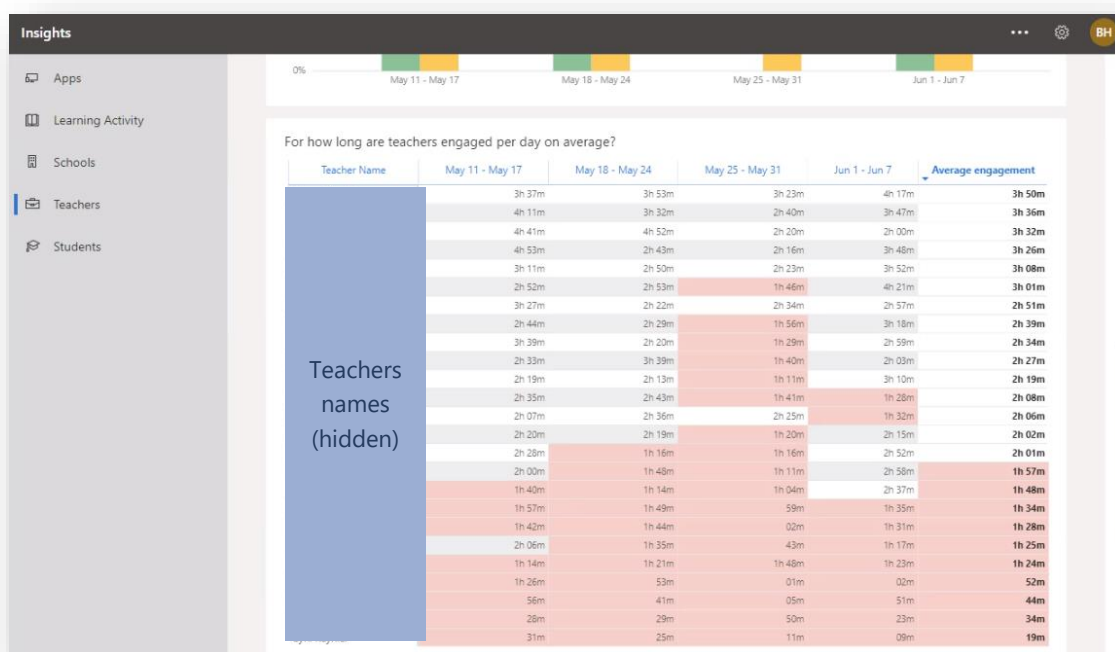 Insights
... BH
Apps
Learning Activity
Schools
Teachers
Students
0%
May 11 - May 17 May 18 - May 24 May 25 - May 31 Jun 1 - Jun 7
For how long are teachers engaged per day on average?
Teacher Name May 11 - May 17 May 18 - May 24 May 25 - May 31 Jun 1 - Jun 7 Average engagement
3h 37m 3h 53m 3h 23m 4h 17m 3h 50m
4h 11m 3h 32m 2h 40m 3h 47m 3h 36m
4h 41m 4h 52m 2h 20m 2h 00m 3h 32m
4h 53m 2h 43m 2h 16m 3h 48m 3h 26m
3h 11m 2h 50m 2h 23m 3h 52m 3h 08m
2h 52m 2h 53m 1h 46m 4h 21m 3h 01m
3h 27m 2h 22m 2h 34m 2h 57m 2h 51m
2h 44m 2h 29m 1h 56m 3h 18m 2h 39m
3h 39m 2h 20m 1h 29m 2h 59m 2h 34m
2h 33m 3h 39m 1h 40m 2h 03m 2h 27m
2h 19m 2h 13m 1h 11m 3h 10m 2h 19m
2h 35m 2h 43m 1h 41m 1h 28m 2h 08m
2h 07m 2h 36m 2h 25m 1h 32m 2h 06m
2h 20m 2h 19m 1h 20m 2h 15m 2h 02m
2h 28m 1h 16m 1h 16m 2h 52m 2h 01m
2h 00m 1h 48m 1h 11m 2h 58m 1h 57m
1h 40m 1h 14m 1h 04m 2h 37m 1h 48m
1h 57m 1h 49m 59m 1h 35m 1h 34m
1h 42m 1h 44m 02m 1h 31m 1h 28m
2h 06m 1h 35m 43m 1h 17m 1h 25m
1h 14m 1h 21m 1h 48m 1h 23m 1h 24m
1h 26m 53m 01m 02m 52m
56m 41m 05m 51m 44m
28m 29m 50m 23m 34m
31m 25m 11m 09m 19m
Teachers
names
(hidden)